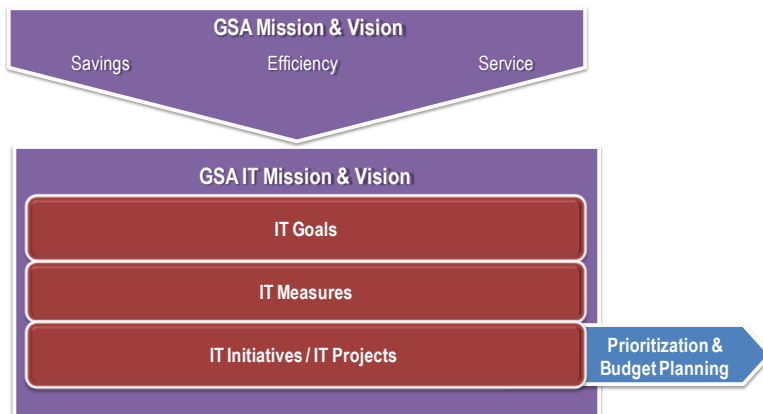 GSA Mission & Vision
Savings Efficiency Service
GSA IT Mission & Vision
IT Goals
IT Measures
IT Initiatives / IT Projects
Prioritization &
Budget Planning